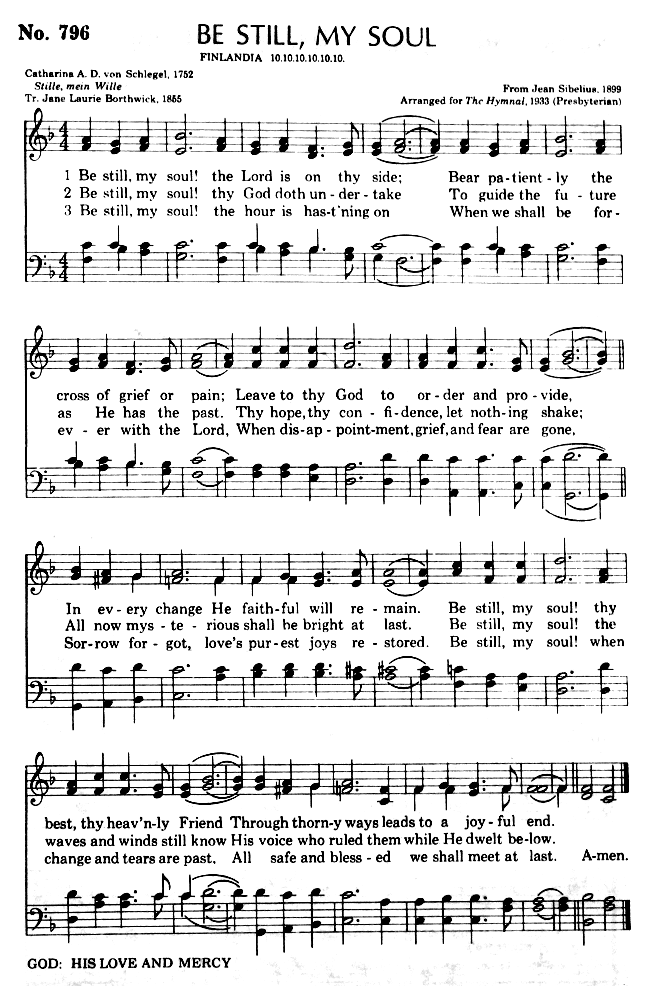 No. 796
BE STILL, MY SOUL
FINLANDIA 10.10.10.10.10.10.
Catharina A. D. von Schlegel, 1752
Stille, mein Wille
Tr. Jane Laurie Borthwick, 1855
From Jean Sibelius, 1899
Arranged for The Hymnal, 1933 (Presbyterian)
1 Be still, my soul! the Lord is on thy side; Bear pa-tient-ly the
2 Be still, my soul! thy God doth un-der-take To guide the fu-ture
3 Be still, my soul! the hour is has-t'ning on When we shall be for-
cross of grief or pain; Leave to thy God to or-der and pro-vide,
as He has the past. Thy hope, thy con-fi-dence, let noth-ing shake;
ev-er with the Lord, When dis-ap-point-ment, grief, and fear are gone,
In ev-ery change He faith-ful will re-main. Be still, my soul! thy
All now mys-te-rious shall be bright at last. Be still, my soul! the
Sor-row for-got, love's pur-est joys re-stored. Be still, my soul! when
best, thy heav'n-ly Friend Through thorn-y ways leads to a joy-ful end.
waves and winds still know His voice who ruled them while He dwelt be-low.
change and tears are past, All safe and bless-ed we shall meet at last. A-men.
GOD: HIS LOVE AND MERCY